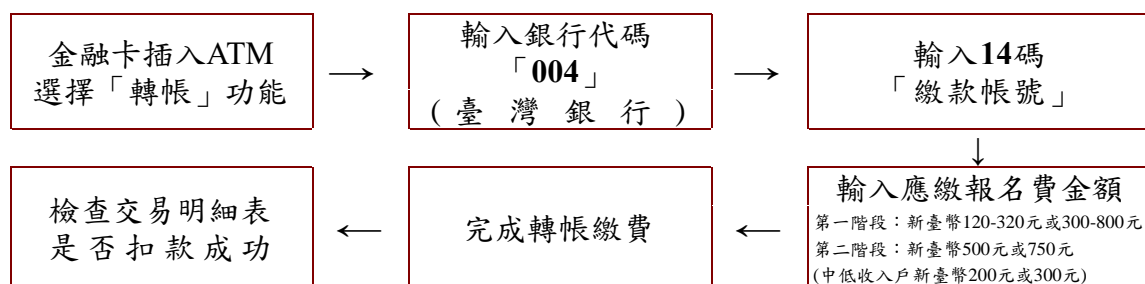 金融卡插入ATM
選擇「轉帳」功能
→
輸入銀行代碼
「004」
(臺灣銀行)
→
輸入14碼
「繳款帳號」
↓
輸入應繳報名費金額
第一階段：新臺幣120-320元或300-800元
第二階段：新臺幣500元或750元
(中低收入戶新臺幣200元或300元)
←
完成轉帳繳費
←
檢查交易明細表
是否扣款成功